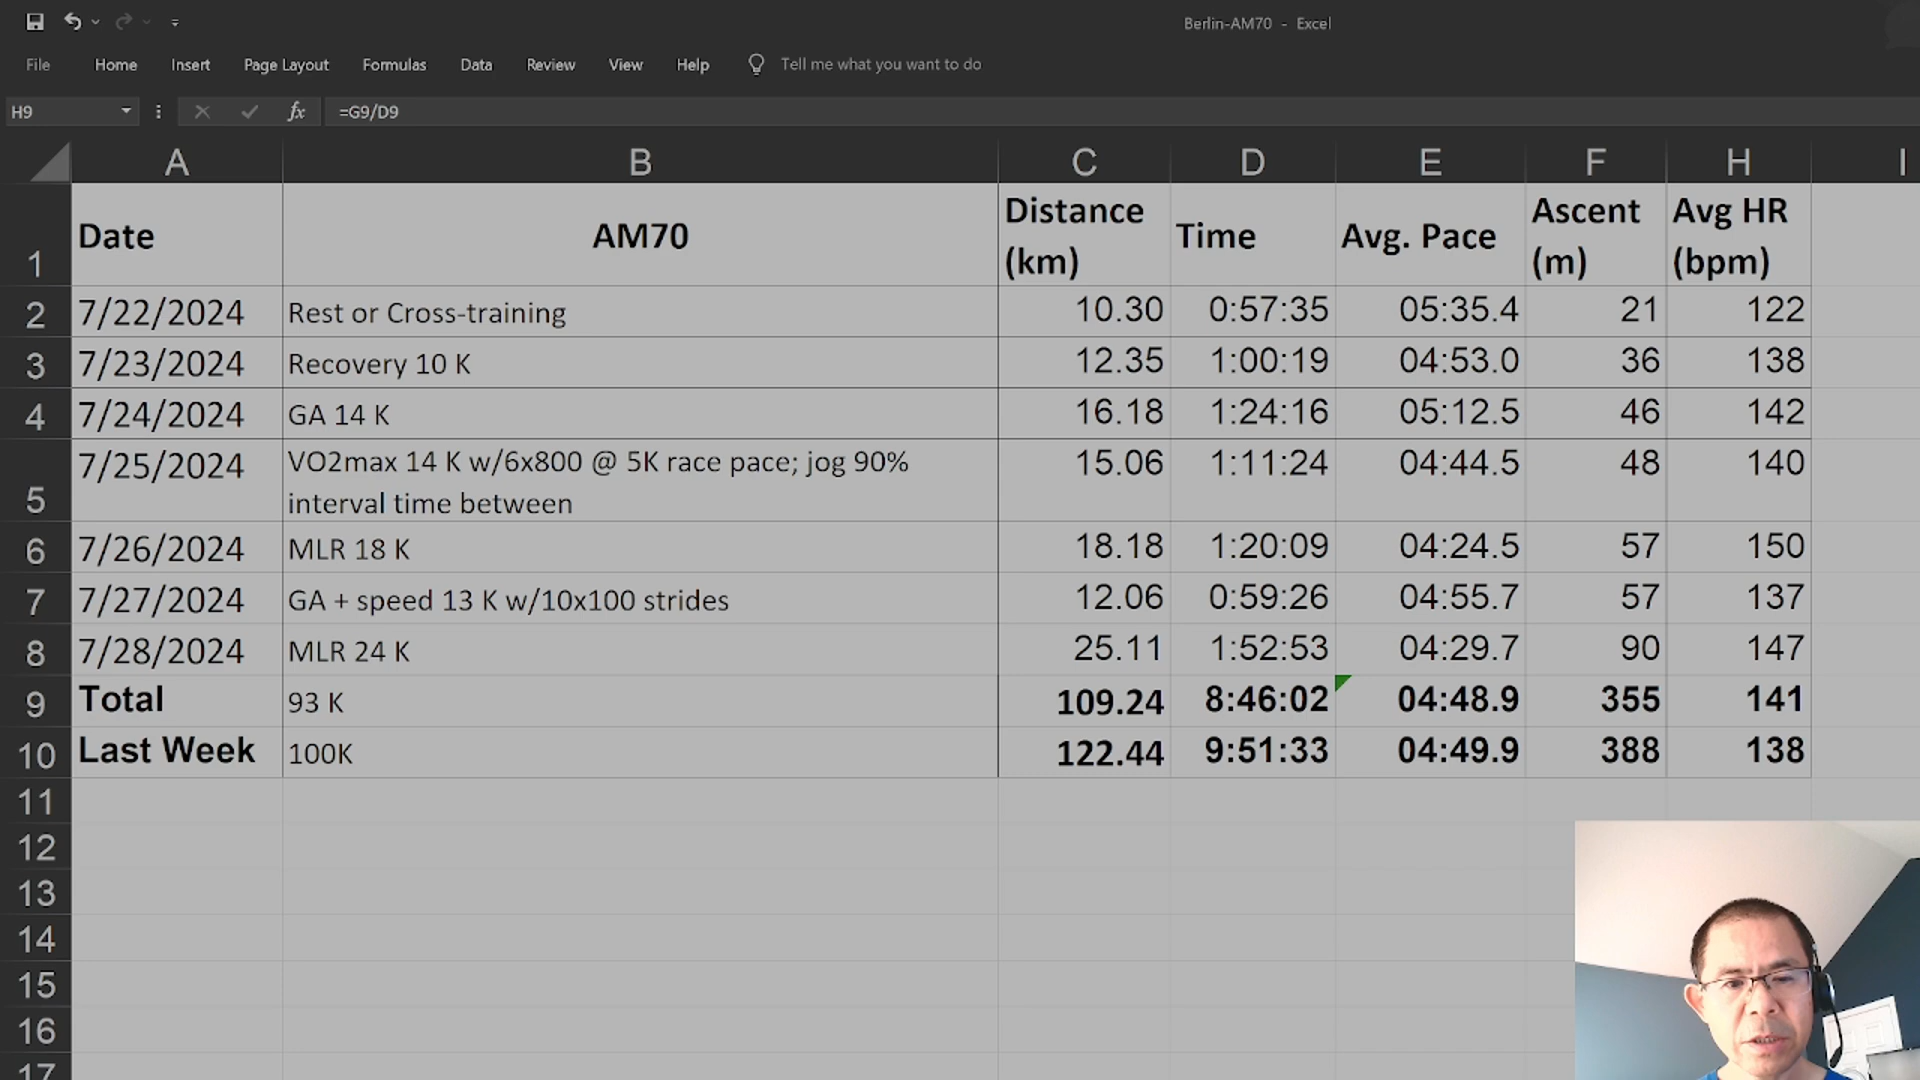 Berlin-AM70 - Excel
File Home Insert Page Layout Formulas Data Review View Help Tell me what you want to do
H9 fx =G9/D9
A B C D E F H I
1 Date AM70 Distance (km) Time Avg. Pace Ascent (m) Avg HR (bpm)
2 7/22/2024 Rest or Cross-training 10.30 0:57:35 05:35.4 21 122
3 7/23/2024 Recovery 10 K 12.35 1:00:19 04:53.0 36 138
4 7/24/2024 GA 14 K 16.18 1:24:16 05:12.5 46 142
5 7/25/2024 VO2max 14 K w/6x800 @ 5K race pace; jog 90% interval time between 15.06 1:11:24 04:44.5 48 140
6 7/26/2024 MLR 18 K 18.18 1:20:09 04:24.5 57 150
7 7/27/2024 GA + speed 13 K w/10x100 strides 12.06 0:59:26 04:55.7 57 137
8 7/28/2024 MLR 24 K 25.11 1:52:53 04:29.7 90 147
9 Total 93 K 109.24 8:46:02 04:48.9 355 141
10 Last Week 100K 122.44 9:51:33 04:49.9 388 138
11
12
13
14
15
16
17